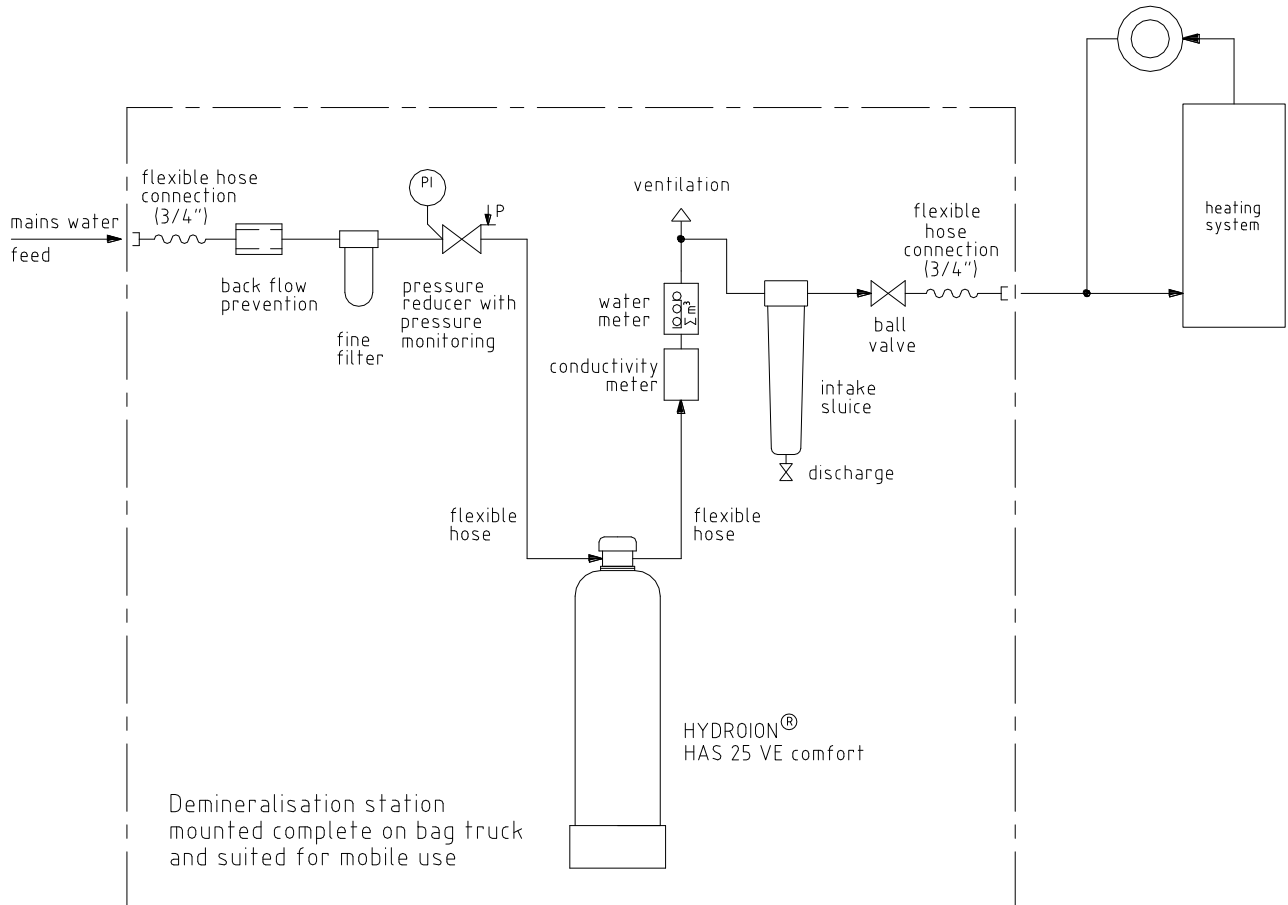 flexible hose
connection
(3/4")
mains water
feed
back flow
prevention
fine
filter
PI
P
pressure
reducer with
pressure
monitoring
ventilation
water
meter
Σm³
conductivity
meter
flexible
hose
connection
(3/4")
ball
valve
intake
sluice
discharge
heating
system
flexible
hose
flexible
hose
HYDROION®
HAS 25 VE comfort
Demineralisation station
mounted complete on bag truck
and suited for mobile use